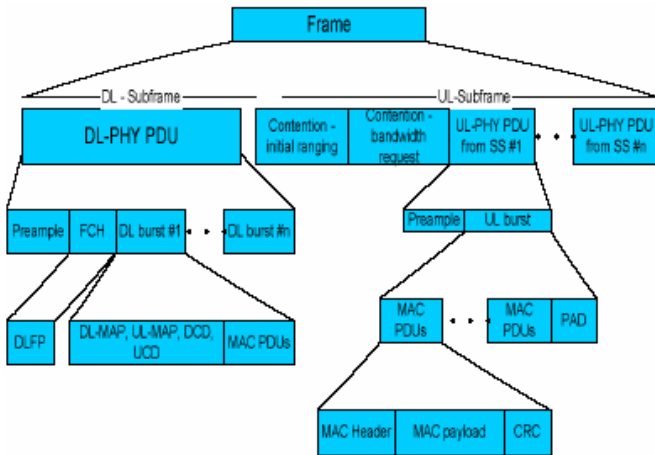 Frame
DL - Subframe
UL-Subframe
DL-PHY PDU
Contention -
initial ranging
Contention -
bandwidth
request
UL-PHY PDU
from SS #1
UL-PHY PDU
from SS #n
Preample
FCH
DL burst #1
DL burst #n
Preample
UL burst
DLFP
DL-MAP, UL-MAP, DCD,
UCD
MAC PDUs
MAC
PDUs
MAC
PDUs
PAD
MAC Header
MAC payload
CRC